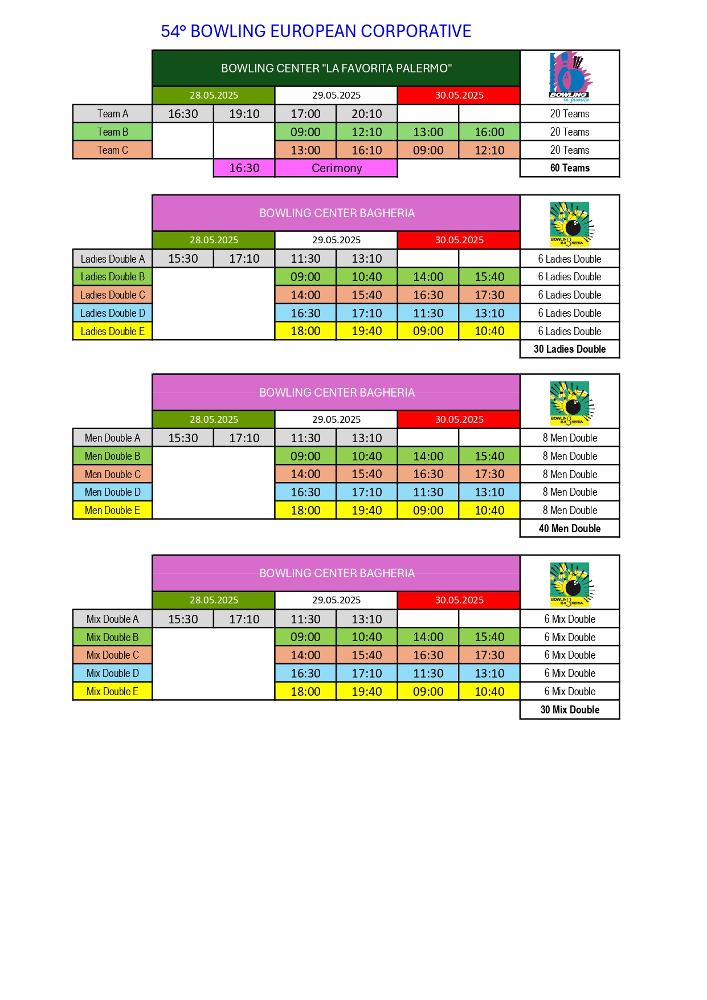 54° BOWLING EUROPEAN CORPORATIVE
BOWLING CENTER "LA FAVORITA PALERMO"
BOWLING
la favorita
28.05.2025 29.05.2025 30.05.2025
Team A 16:30 19:10 17:00 20:10 20 Teams
Team B 09:00 12:10 13:00 16:00 20 Teams
Team C 13:00 16:10 09:00 12:10 20 Teams
16:30 Cerimony 60 Teams
BOWLING CENTER BAGHERIA
BOWLING
BAGHERIA
28.05.2025 29.05.2025 30.05.2025
Ladies Double A 15:30 17:10 11:30 13:10 6 Ladies Double
Ladies Double B 09:00 10:40 14:00 15:40 6 Ladies Double
Ladies Double C 14:00 15:40 16:30 17:30 6 Ladies Double
Ladies Double D 16:30 17:10 11:30 13:10 6 Ladies Double
Ladies Double E 18:00 19:40 09:00 10:40 6 Ladies Double
30 Ladies Double
BOWLING CENTER BAGHERIA
BOWLING
BAGHERIA
28.05.2025 29.05.2025 30.05.2025
Men Double A 15:30 17:10 11:30 13:10 8 Men Double
Men Double B 09:00 10:40 14:00 15:40 8 Men Double
Men Double C 14:00 15:40 16:30 17:30 8 Men Double
Men Double D 16:30 17:10 11:30 13:10 8 Men Double
Men Double E 18:00 19:40 09:00 10:40 8 Men Double
40 Men Double
BOWLING CENTER BAGHERIA
BOWLING
BAGHERIA
28.05.2025 29.05.2025 30.05.2025
Mix Double A 15:30 17:10 11:30 13:10 6 Mix Double
Mix Double B 09:00 10:40 14:00 15:40 6 Mix Double
Mix Double C 14:00 15:40 16:30 17:30 6 Mix Double
Mix Double D 16:30 17:10 11:30 13:10 6 Mix Double
Mix Double E 18:00 19:40 09:00 10:40 6 Mix Double
30 Mix Double